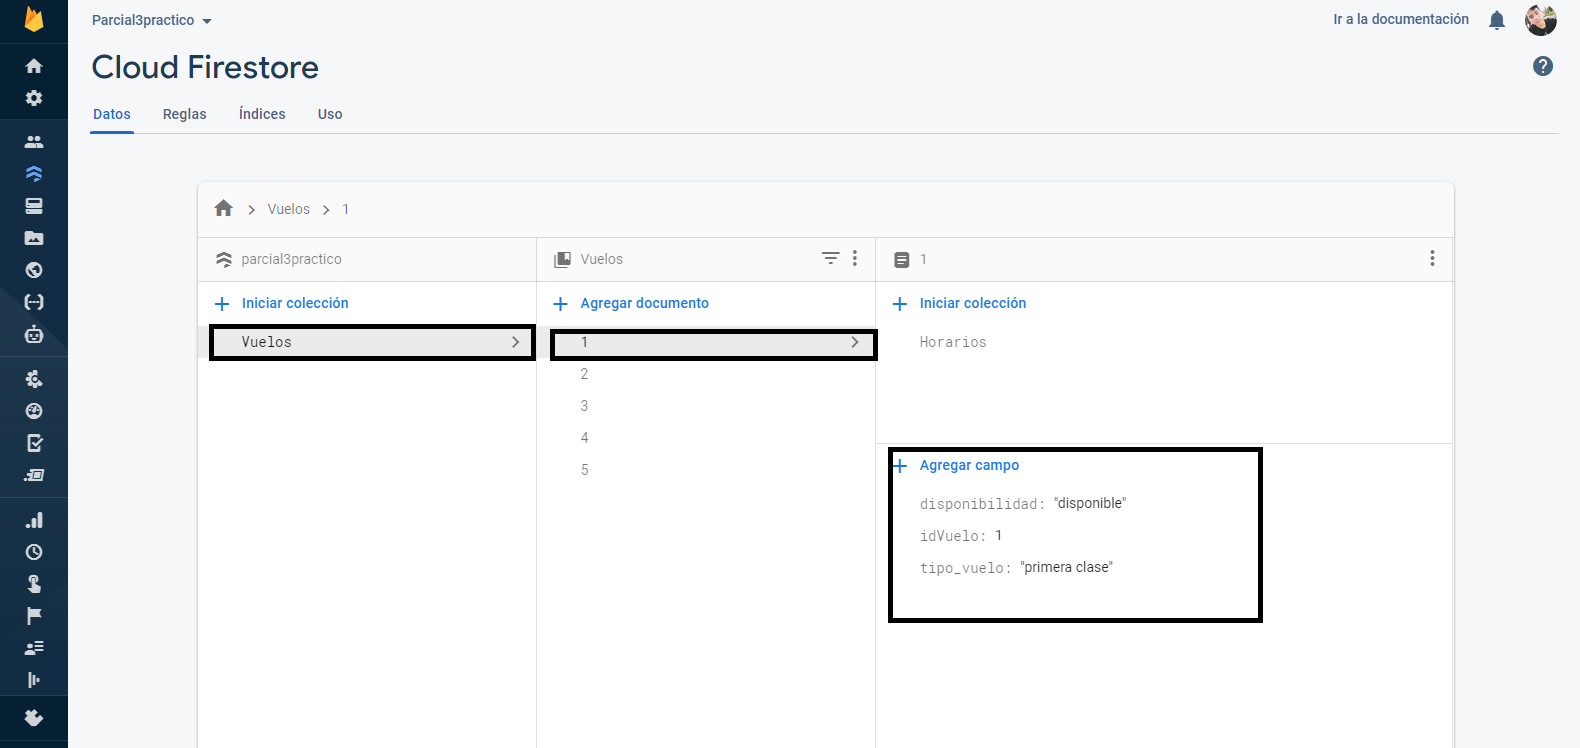 Parcial3practico
Ir a la documentación
Cloud Firestore
Datos Reglas Índices Uso
Vuelos 1
parcial3practico
Iniciar colección
Vuelos
Vuelos
Agregar documento
1
2
3
4
5
1
Iniciar colección
Horarios
Agregar campo
disponibilidad: "disponible"
idVuelo: 1
tipo_vuelo: "primera clase"